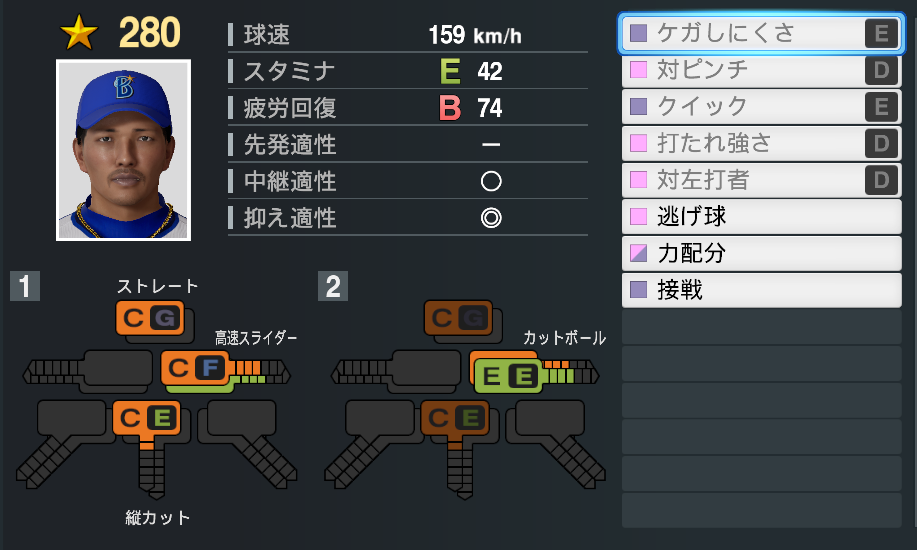 280
球速 159 km/h
スタミナ E 42
疲労回復 B 74
先発適性 ―
中継適性 ○
抑え適性 ◎
B
1
ストレート
C G
高速スライダー
C F
C E
縦カット
2
C G
カットボール
E E
C E
ケガしにくさ E
対ピンチ D
クイック E
打たれ強さ D
対左打者 D
逃げ球
力配分
接戦